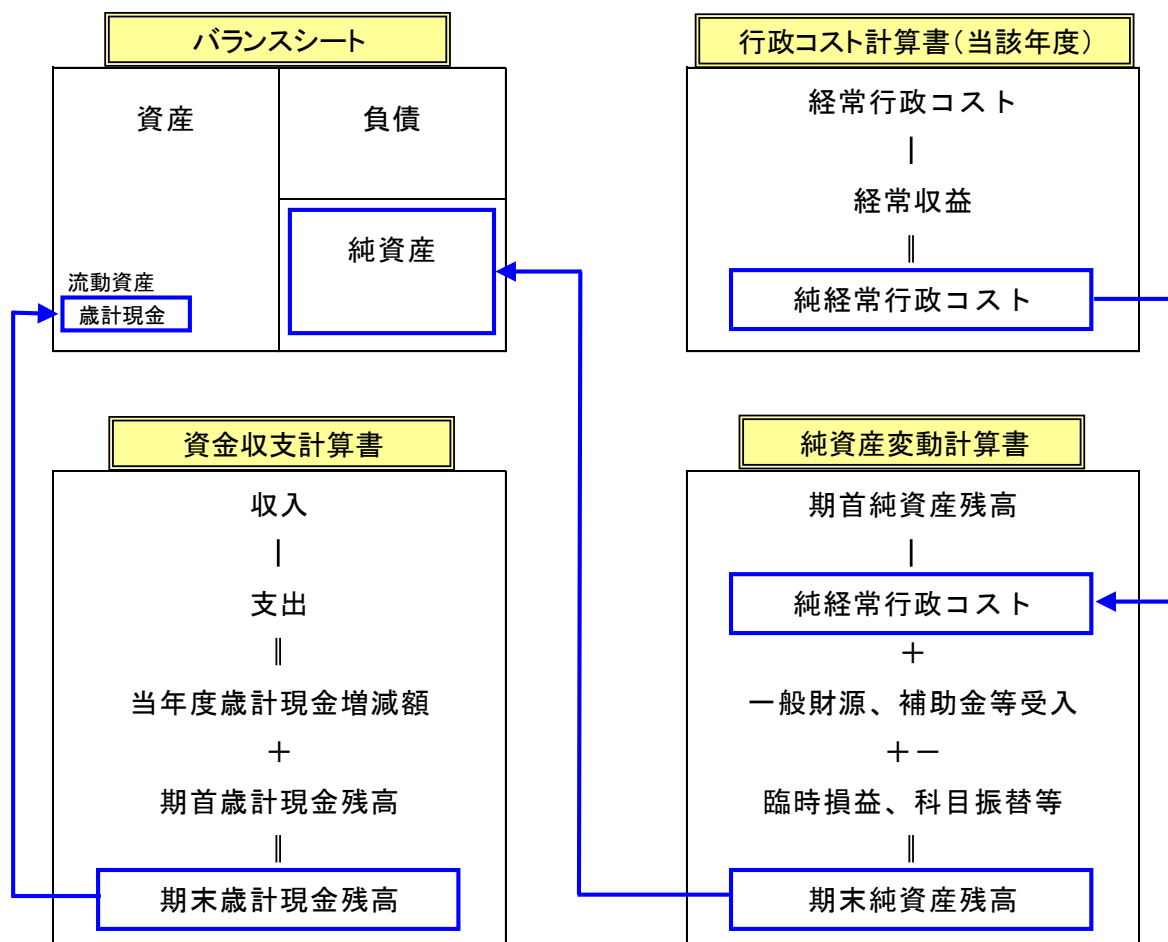 バランスシート
資産
負債
純資産
流動資産
歳計現金
行政コスト計算書(当該年度)
経常行政コスト
|
経常収益
∥
純経常行政コスト
資金収支計算書
収入
|
支出
∥
当年度歳計現金増減額
+
期首歳計現金残高
∥
期末歳計現金残高
純資産変動計算書
期首純資産残高
|
純経常行政コスト
+
一般財源、補助金等受入
+-
臨時損益、科目振替等
∥
期末純資産残高